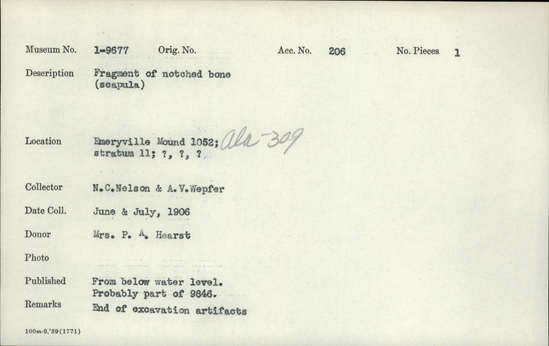 Museum No. 1-9677 Orig. No. Acc. No. 206 No. Pieces 1
Description Fragment of notched bone
(scapula)
Location Emeryville Mound 1052; Ala-309
stratum 11; ?, ?, ?
Collector N.C.Nelson & A.V.Wepfer
Date Coll. June & July, 1906
Donor Mrs. P. A. Hearst
Photo
Published From below water level.
Probably part of 9646.
Remarks End of excavation artifacts
100m-9,'39(1771)